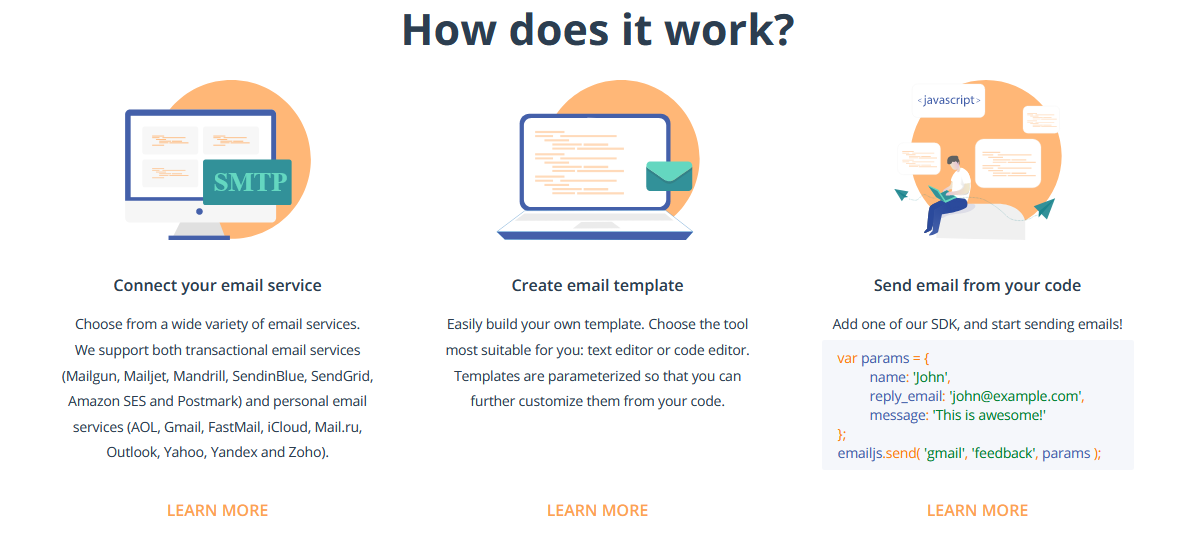 How does it work?
SMTP
<javascript>
Connect your email service
Choose from a wide variety of email services.
We support both transactional email services
(Mailgun, Mailjet, Mandrill, SendinBlue, SendGrid,
Amazon SES and Postmark) and personal email
services (AOL, Gmail, FastMail, iCloud, Mail.ru,
Outlook, Yahoo, Yandex and Zoho).
LEARN MORE
Create email template
Easily build your own template. Choose the tool
most suitable for you: text editor or code editor.
Templates are parameterized so that you can
further customize them from your code.
LEARN MORE
Send email from your code
Add one of our SDK, and start sending emails!
var params = {
name: 'John',
reply_email: 'john@example.com',
message: 'This is awesome!'
};
emailjs.send( 'gmail', 'feedback', params );
LEARN MORE